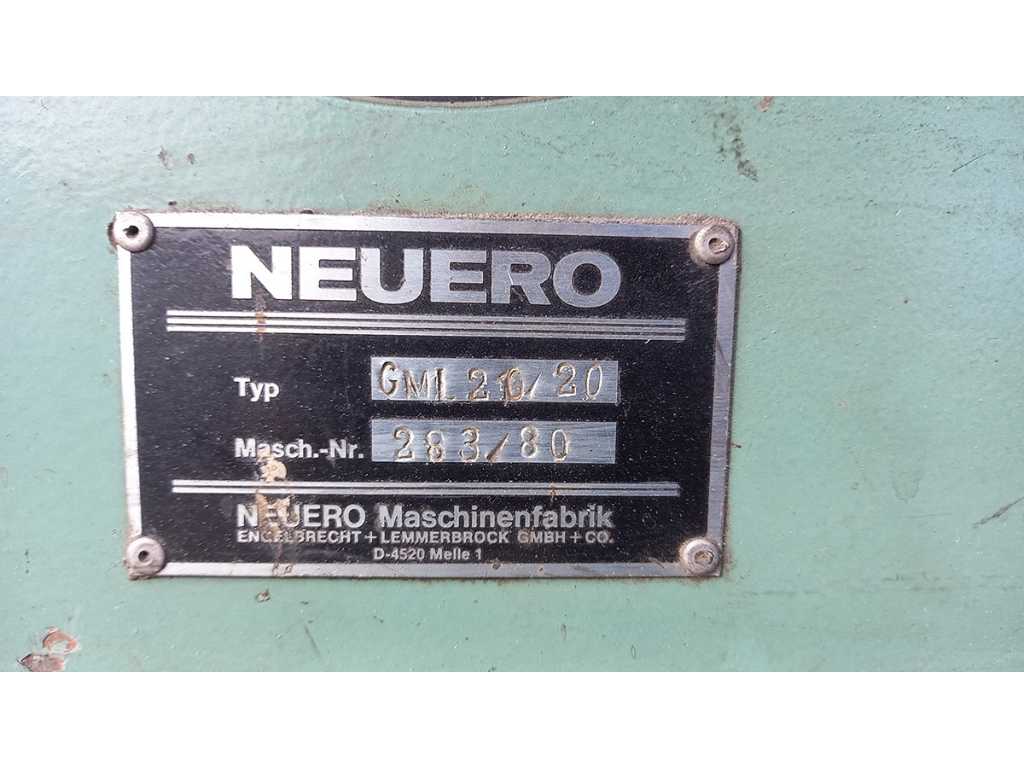 NEUERO
Typ GML 20/20
Masch.-Nr. 283/80
NEUERO Maschinenfabrik
ENGELBRECHT + LEMMERBROCK GMBH + CO.
D-4520 Melle 1